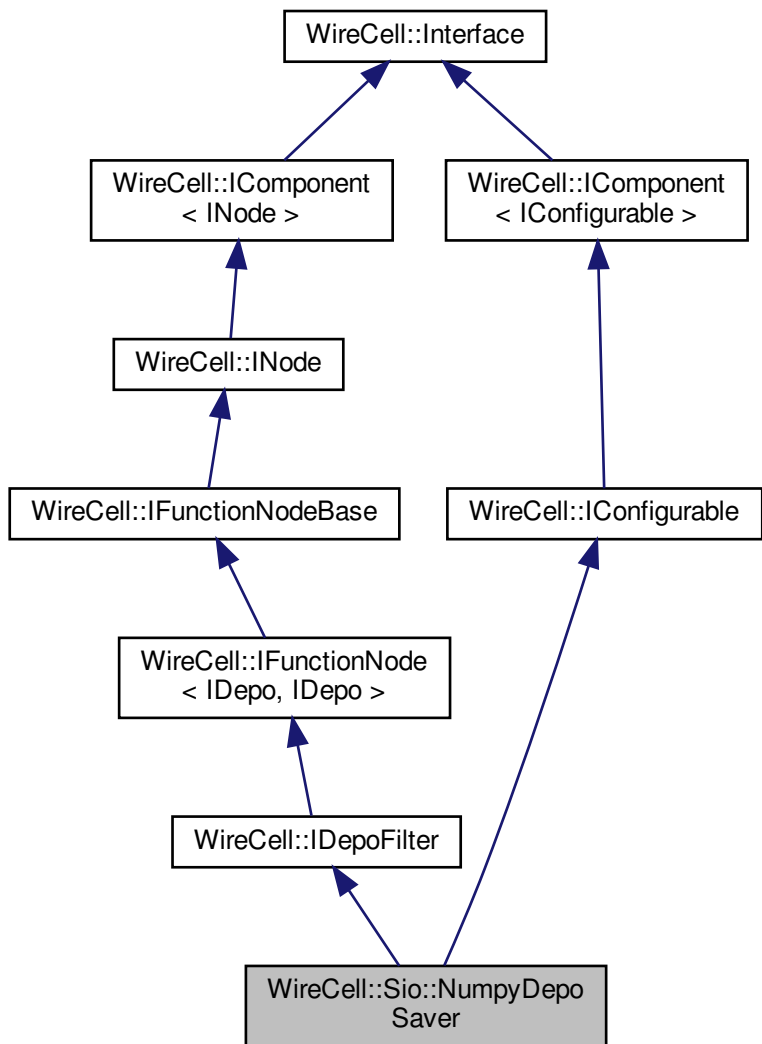 WireCell::Interface
WireCell::IComponent
< INode >
WireCell::IComponent
< IConfigurable >
WireCell::INode
WireCell::IFunctionNodeBase
WireCell::IConfigurable
WireCell::IFunctionNode
< IDepo, IDepo >
WireCell::IDepoFilter
WireCell::Sio::NumpyDepo
Saver